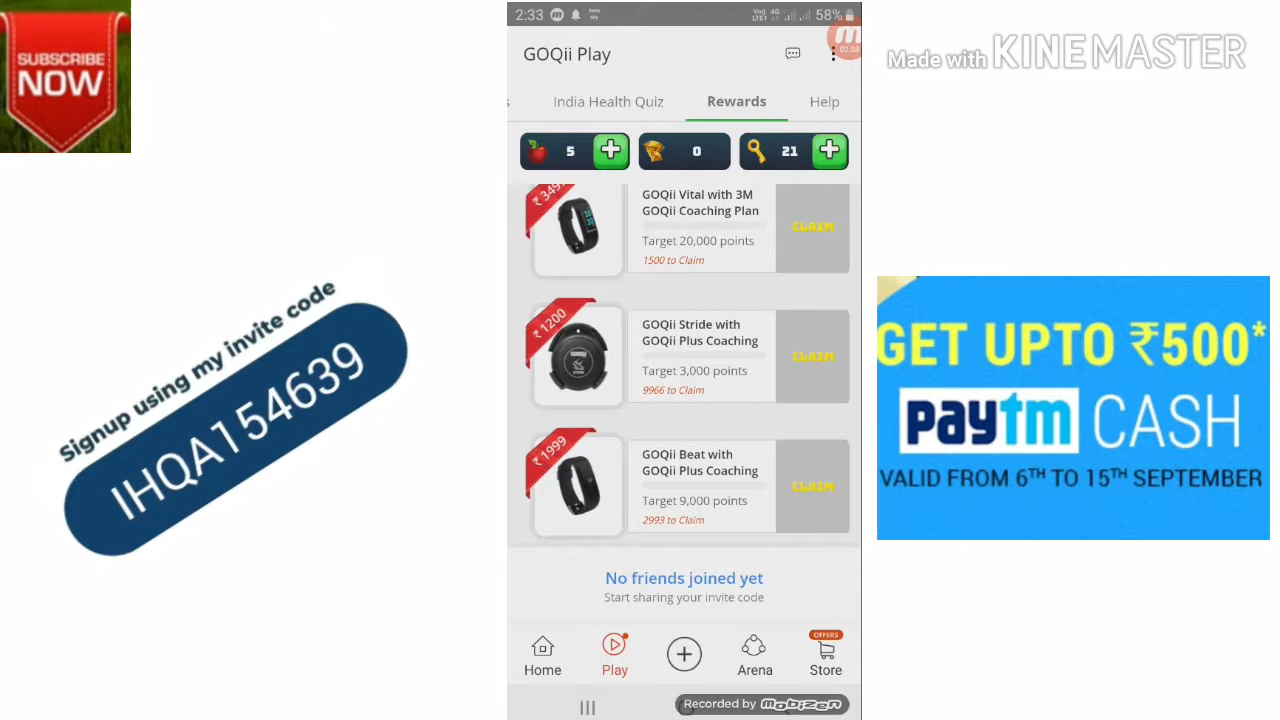 SUBSCRIBE
NOW
Signup using my invite code
IHQA154639
2:33
Vo)) 4G
LTE1
58%
02:38
GOQii Play
s
India Health Quiz
Rewards
Help
5
0
21
₹ 349
GOQii Vital with 3M
GOQii Coaching Plan
Target 20,000 points
1500 to Claim
CLAIM
₹ 1200
GOQii Stride with
GOQii Plus Coaching
Target 3,000 points
9966 to Claim
CLAIM
₹ 1999
GOQii Beat with
GOQii Plus Coaching
Target 9,000 points
2993 to Claim
CLAIM
No friends joined yet
Start sharing your invite code
Home
Play
Arena
OFFERS
Store
Recorded by mobizen
Made with KINEMASTER
GET UPTO ₹500*
paytm CASH
VALID FROM 6TH TO 15TH SEPTEMBER